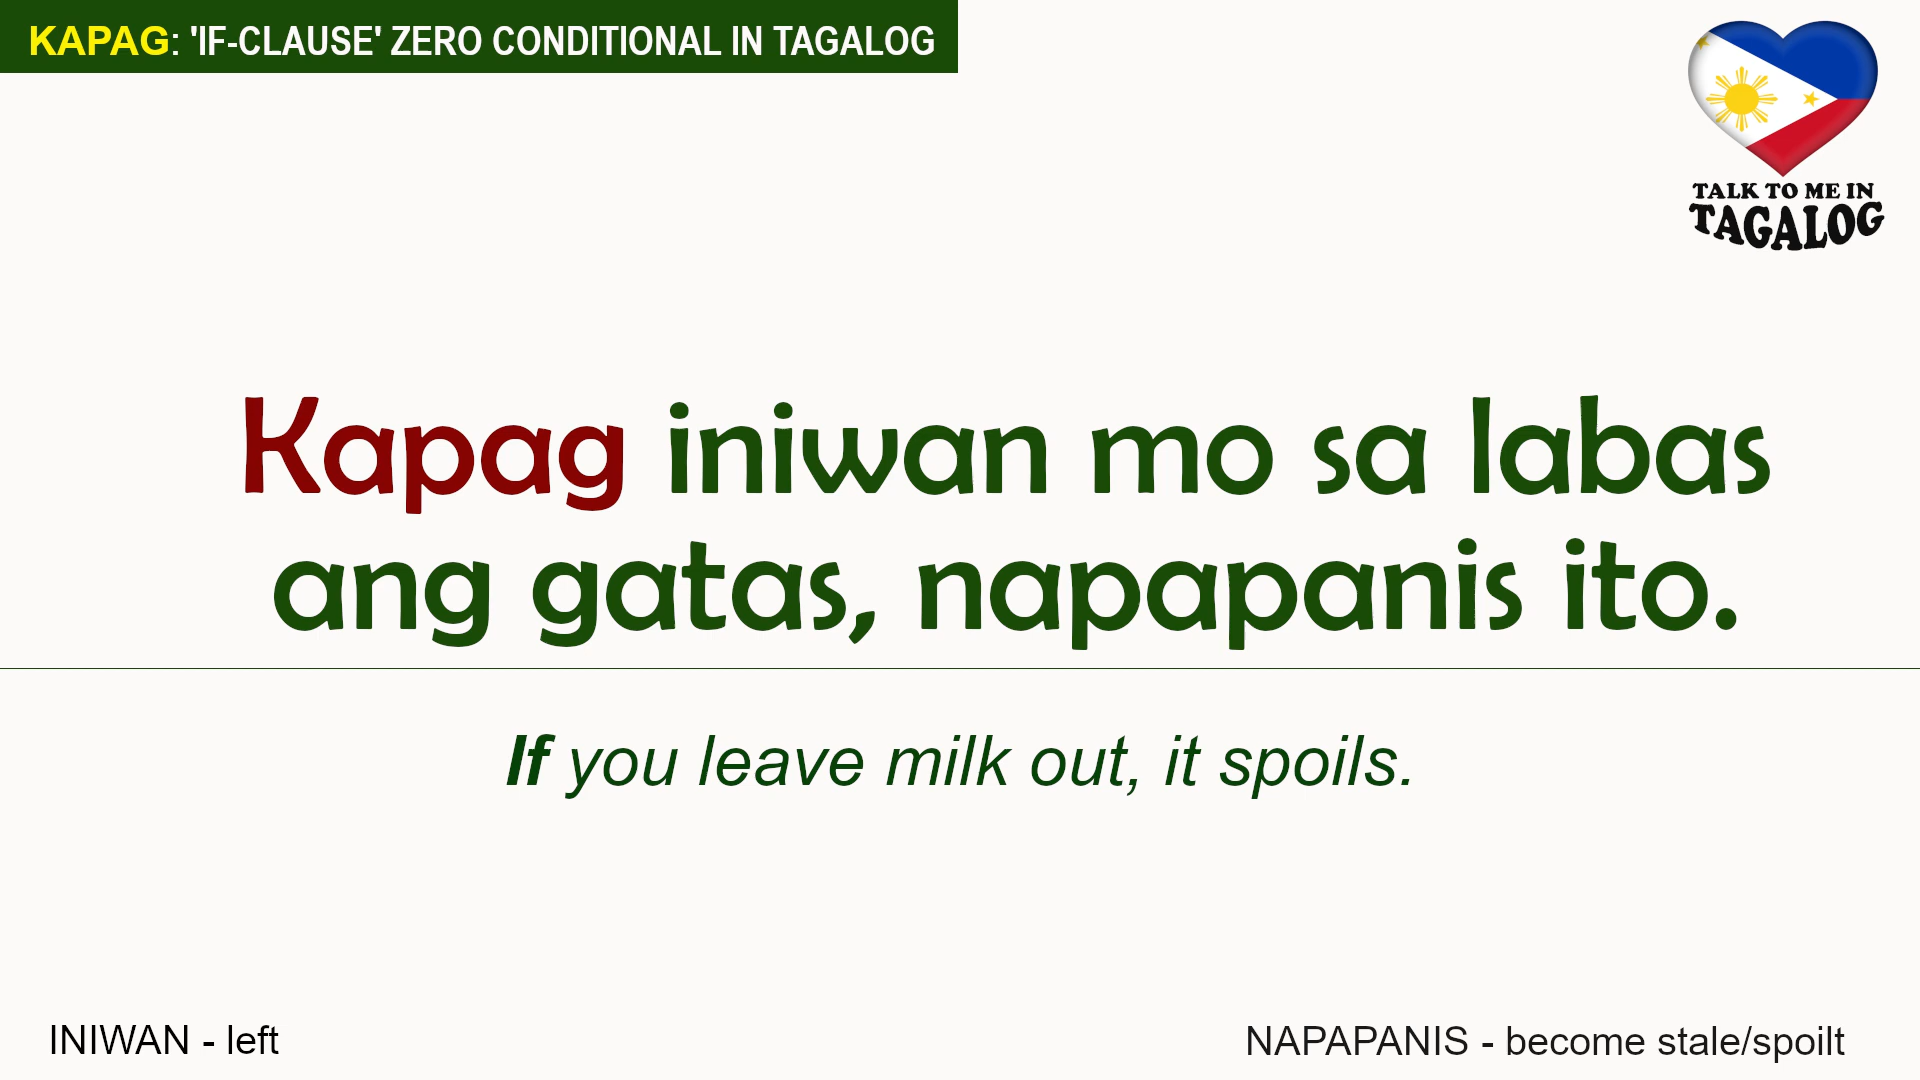 KAPAG: 'IF-CLAUSE' ZERO CONDITIONAL IN TAGALOG
TALK TO ME IN
TAGALOG
Kapag iniwan mo sa labas
ang gatas, napapanis ito.
If you leave milk out, it spoils.
INIWAN - left
NAPAPANIS - become stale/spoilt